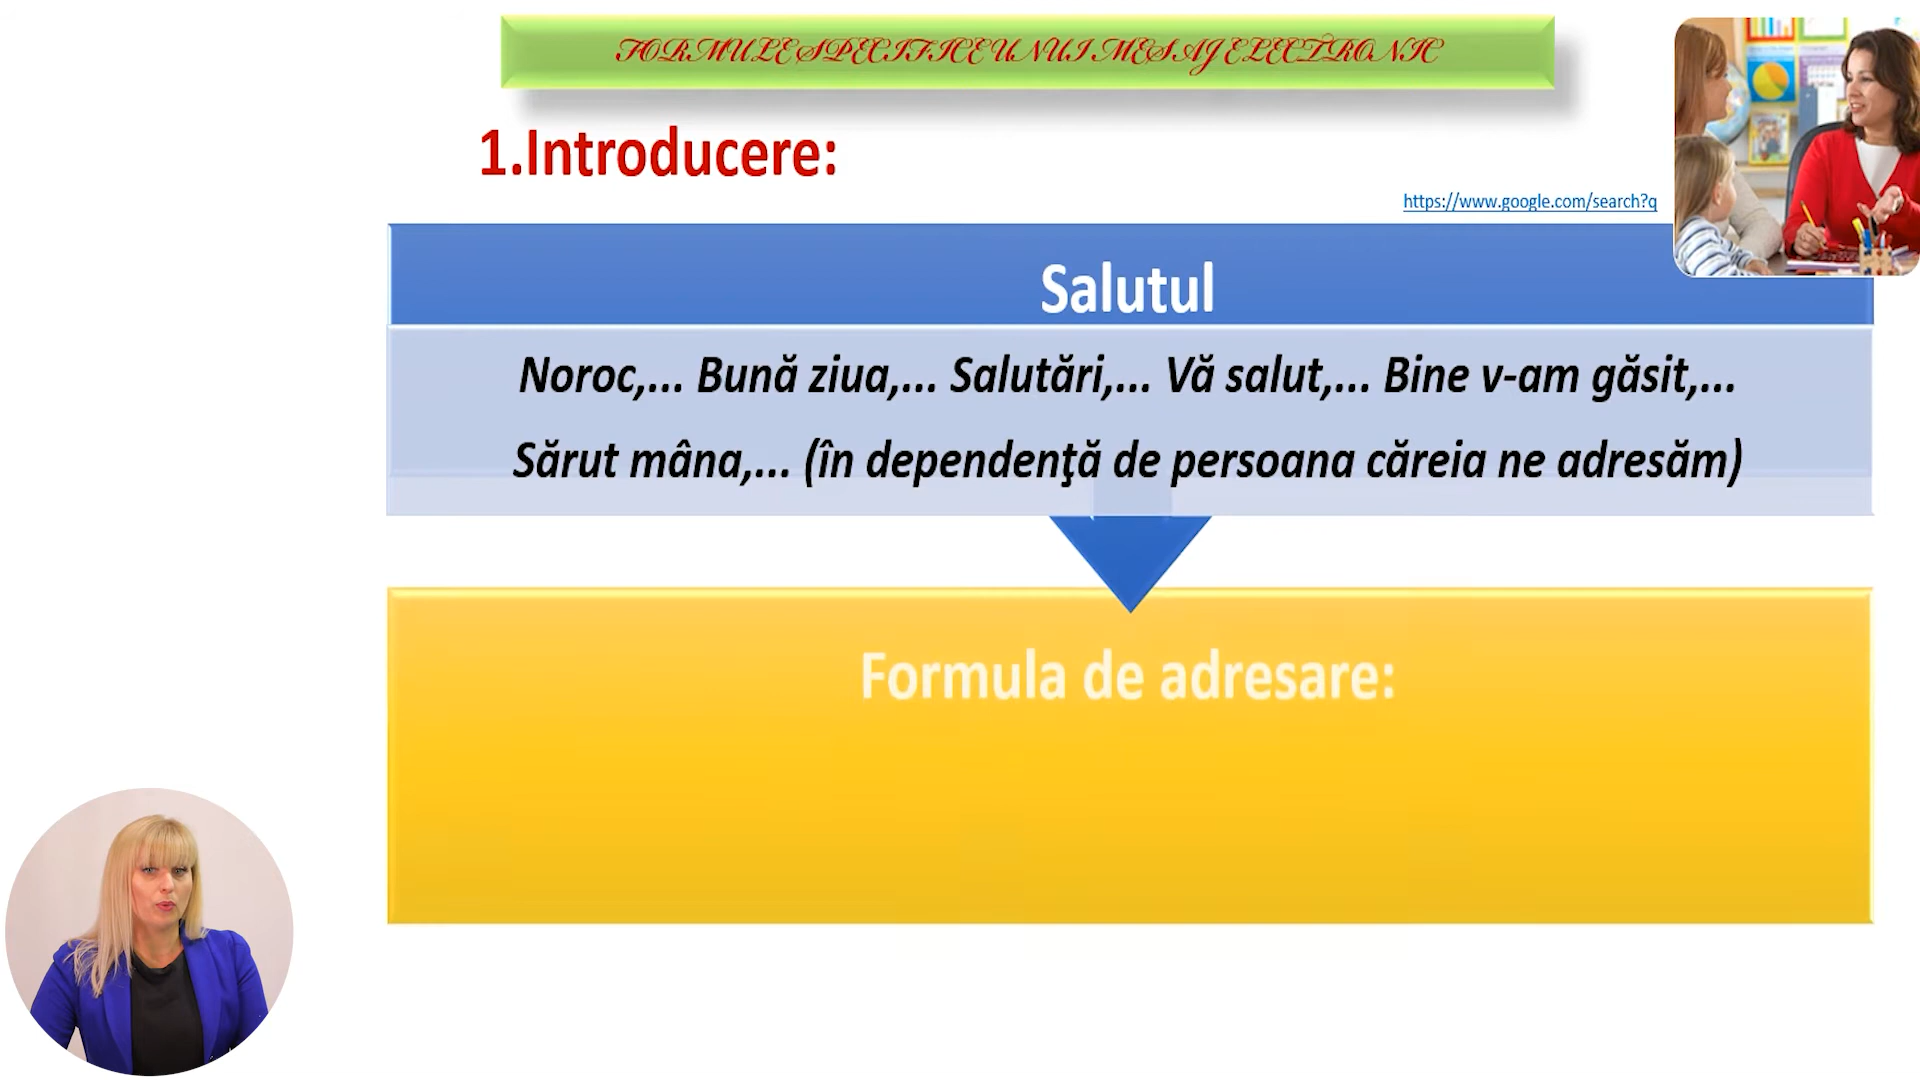 FORMULE SPECIFICE UNUI MESAJ ELECTRONIC
1.Introducere:
https://www.google.com/search?q
Salutul
Noroc,... Bună ziua,... Salutări,... Vă salut,... Bine v-am găsit,...
Sărut mâna,... (în dependenţă de persoana căreia ne adresăm)
Formula de adresare: